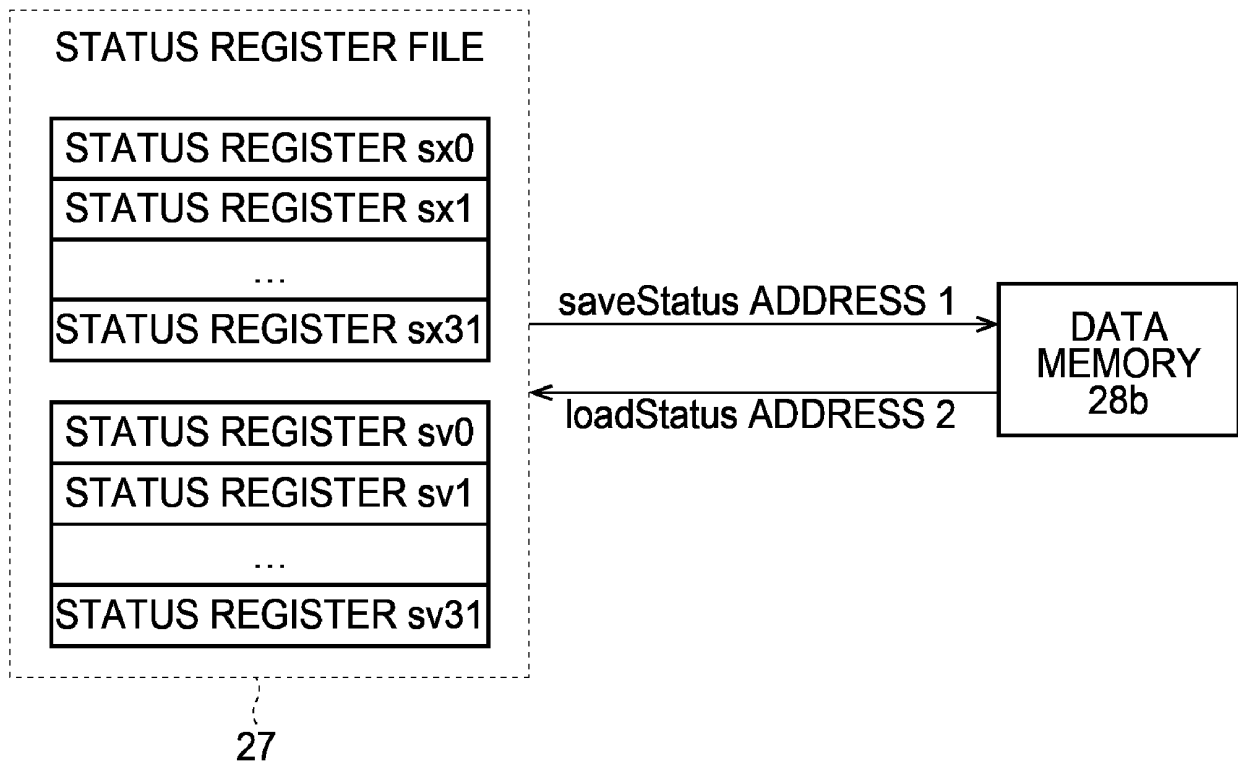 STATUS REGISTER FILE
STATUS REGISTER sx0
STATUS REGISTER sx1
...
STATUS REGISTER sx31
STATUS REGISTER sv0
STATUS REGISTER sv1
...
STATUS REGISTER sv31
27
saveStatus ADDRESS 1
loadStatus ADDRESS 2
DATA
MEMORY
28b